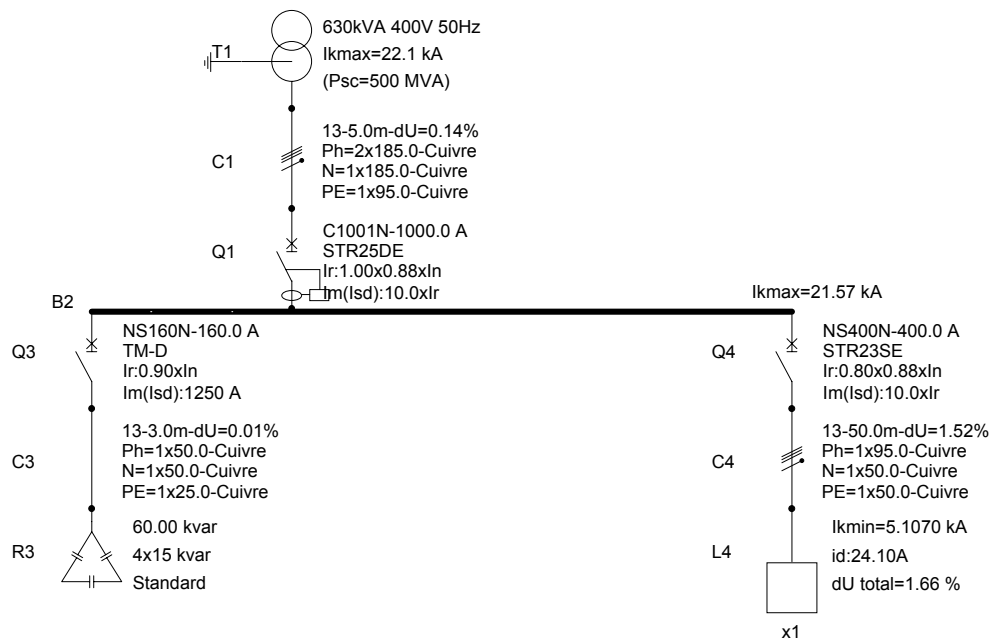 630kVA 400V 50Hz
T1
Ikmax=22.1 kA
(Psc=500 MVA)
13-5.0m-dU=0.14%
Ph=2x185.0-Cuivre
C1
N=1x185.0-Cuivre
PE=1x95.0-Cuivre
C1001N-1000.0 A
Q1
STR25DE
Ir:1.00x0.88xIn
Im(Isd):10.0xIr
B2
Ikmax=21.57 kA
NS160N-160.0 A
Q3
TM-D
Ir:0.90xIn
Im(Isd):1250 A
13-3.0m-dU=0.01%
Ph=1x50.0-Cuivre
C3
N=1x50.0-Cuivre
PE=1x25.0-Cuivre
60.00 kvar
R3
4x15 kvar
Standard
NS400N-400.0 A
Q4
STR23SE
Ir:0.80x0.88xIn
Im(Isd):10.0xIr
13-50.0m-dU=1.52%
Ph=1x95.0-Cuivre
C4
N=1x50.0-Cuivre
PE=1x50.0-Cuivre
Ikmin=5.1070 kA
L4
id:24.10A
dU total=1.66 %
x1